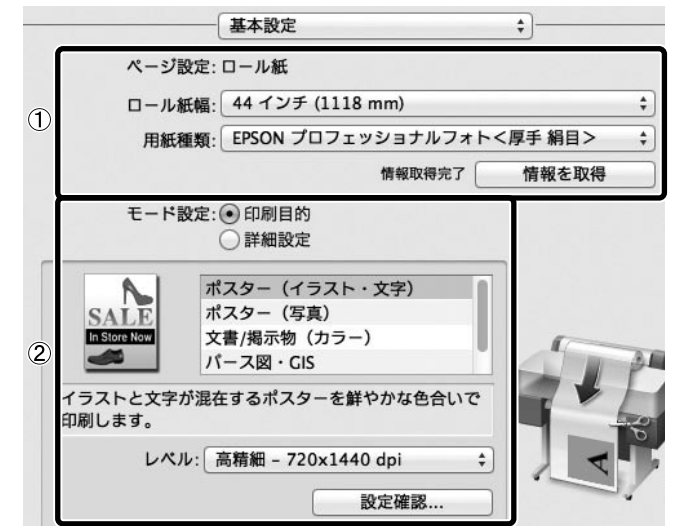 基本設定
①
ページ設定: ロール紙
ロール紙幅: 44 インチ (1118 mm)
用紙種類: EPSON プロフェッショナルフォト<厚手 絹目>
情報取得完了 情報を取得
②
モード設定: 印刷目的
詳細設定
SALE
In Store Now
ポスター（イラスト・文字）
ポスター（写真）
文書/掲示物（カラー）
パース図・GIS
イラストと文字が混在するポスターを鮮やかな色合いで
印刷します。
レベル: 高精細 – 720x1440 dpi
設定確認...
A